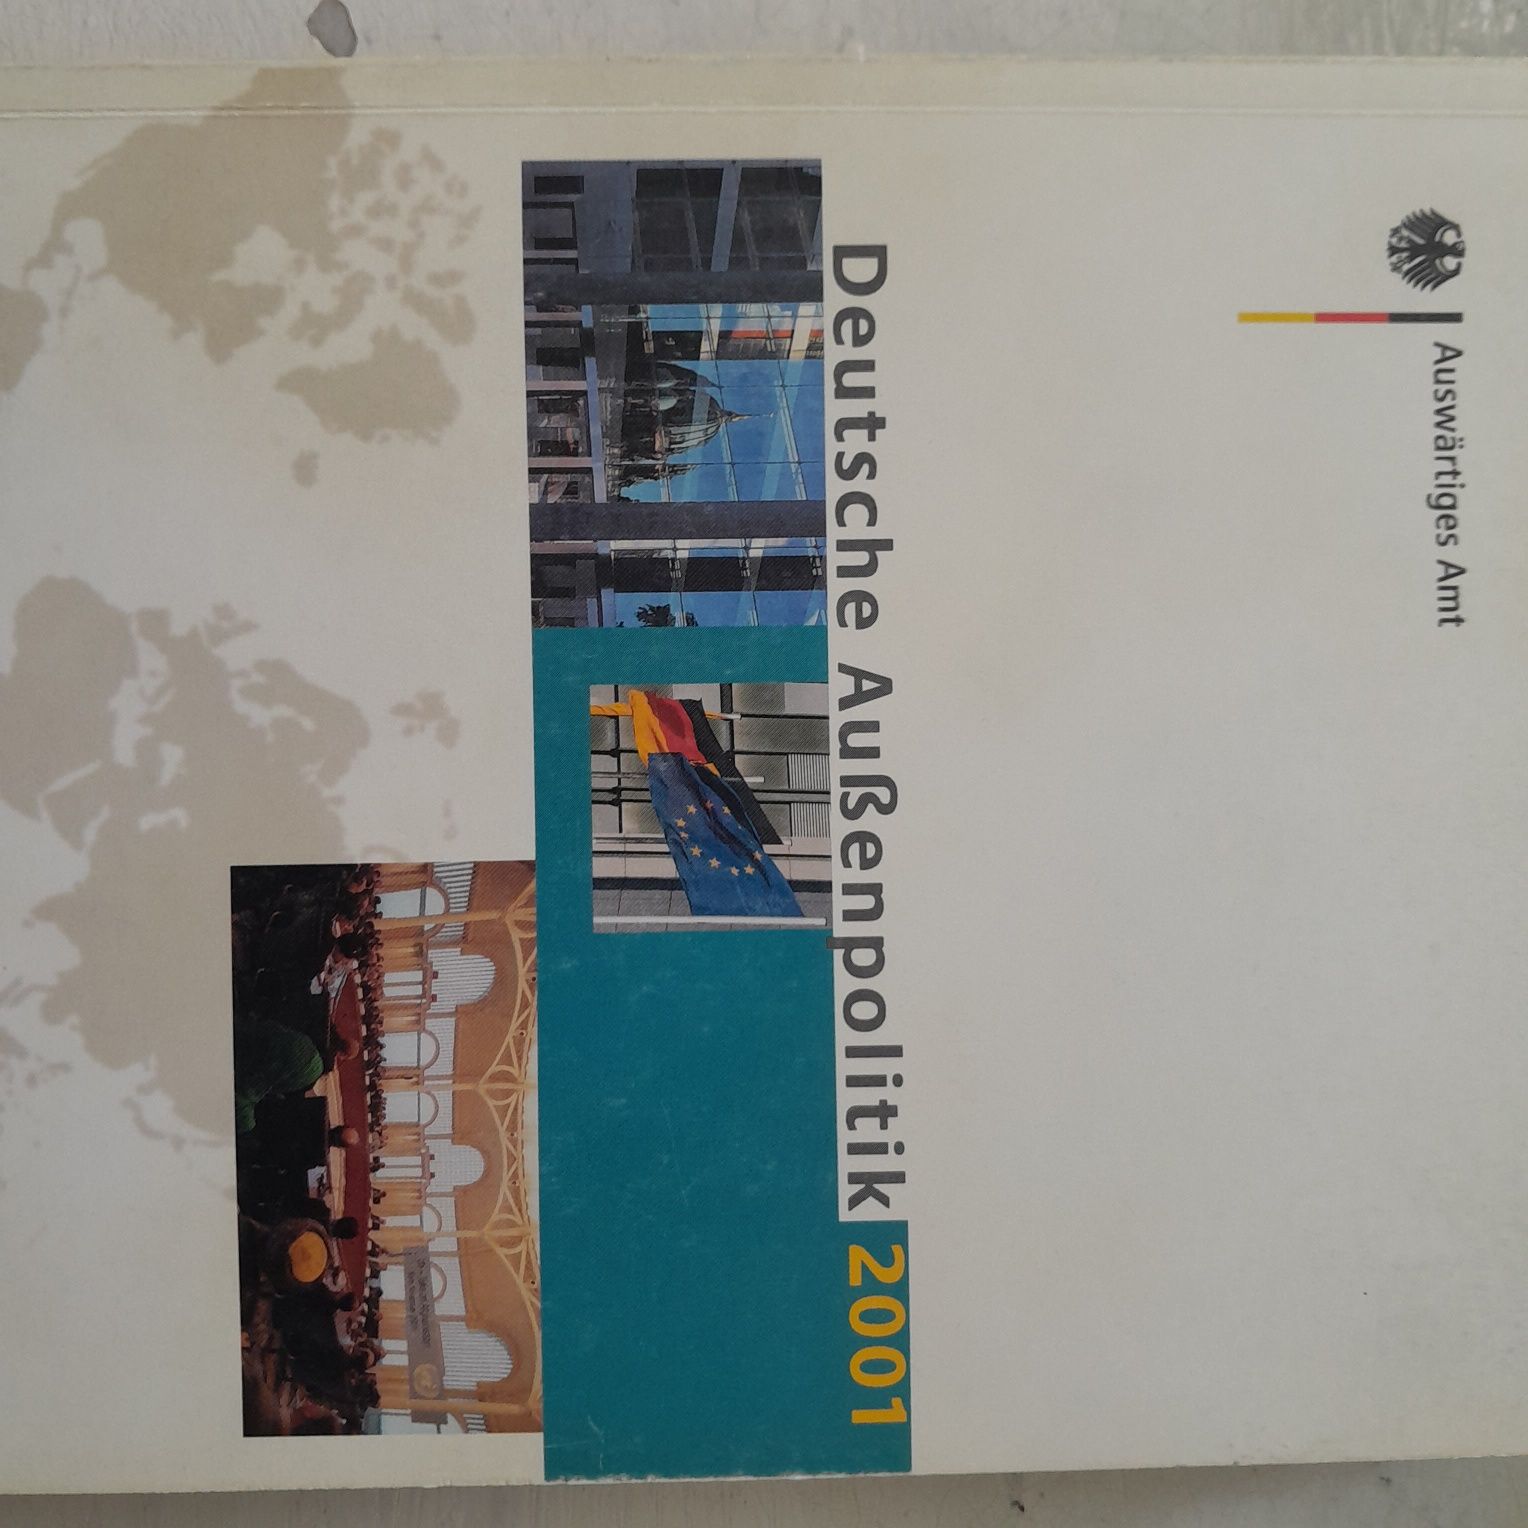 Auswärtiges Amt
Deutsche Außenpolitik 2001